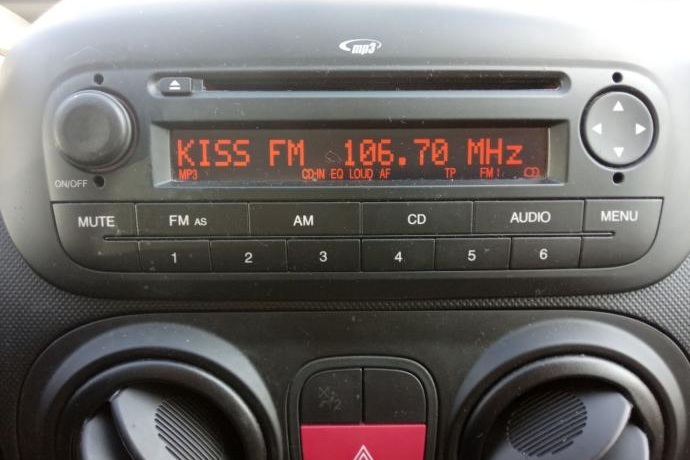 mp3
KISS FM 106.70 MHz
MP3 CD-IN EQ LOUD AF TP FM1 CD
ON/OFF
MUTE FM AS AM CD AUDIO MENU
1 2 3 4 5 6